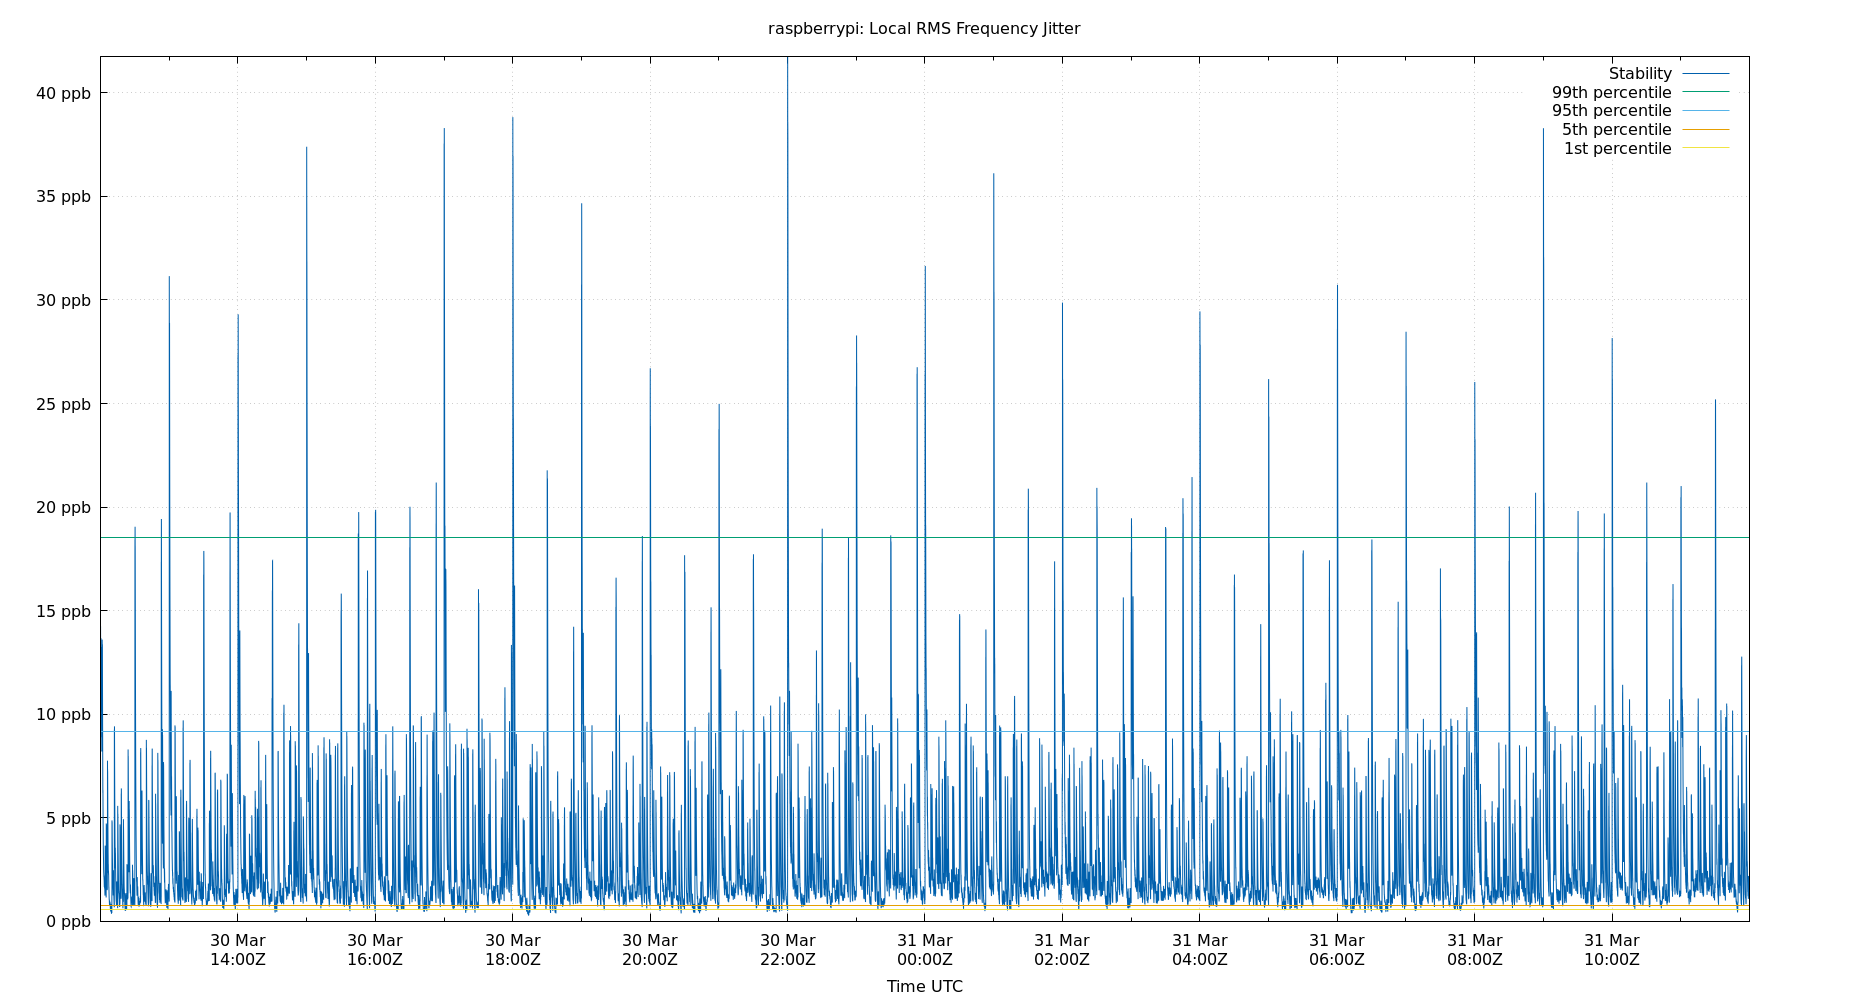 raspberrypi: Local RMS Frequency Jitter
40 ppb
35 ppb
30 ppb
25 ppb
20 ppb
15 ppb
10 ppb
5 ppb
0 ppb
Stability
99th percentile
95th percentile
5th percentile
1st percentile
30 Mar
14:00Z
30 Mar
16:00Z
30 Mar
18:00Z
30 Mar
20:00Z
30 Mar
22:00Z
31 Mar
00:00Z
31 Mar
02:00Z
31 Mar
04:00Z
31 Mar
06:00Z
31 Mar
08:00Z
31 Mar
10:00Z
Time UTC